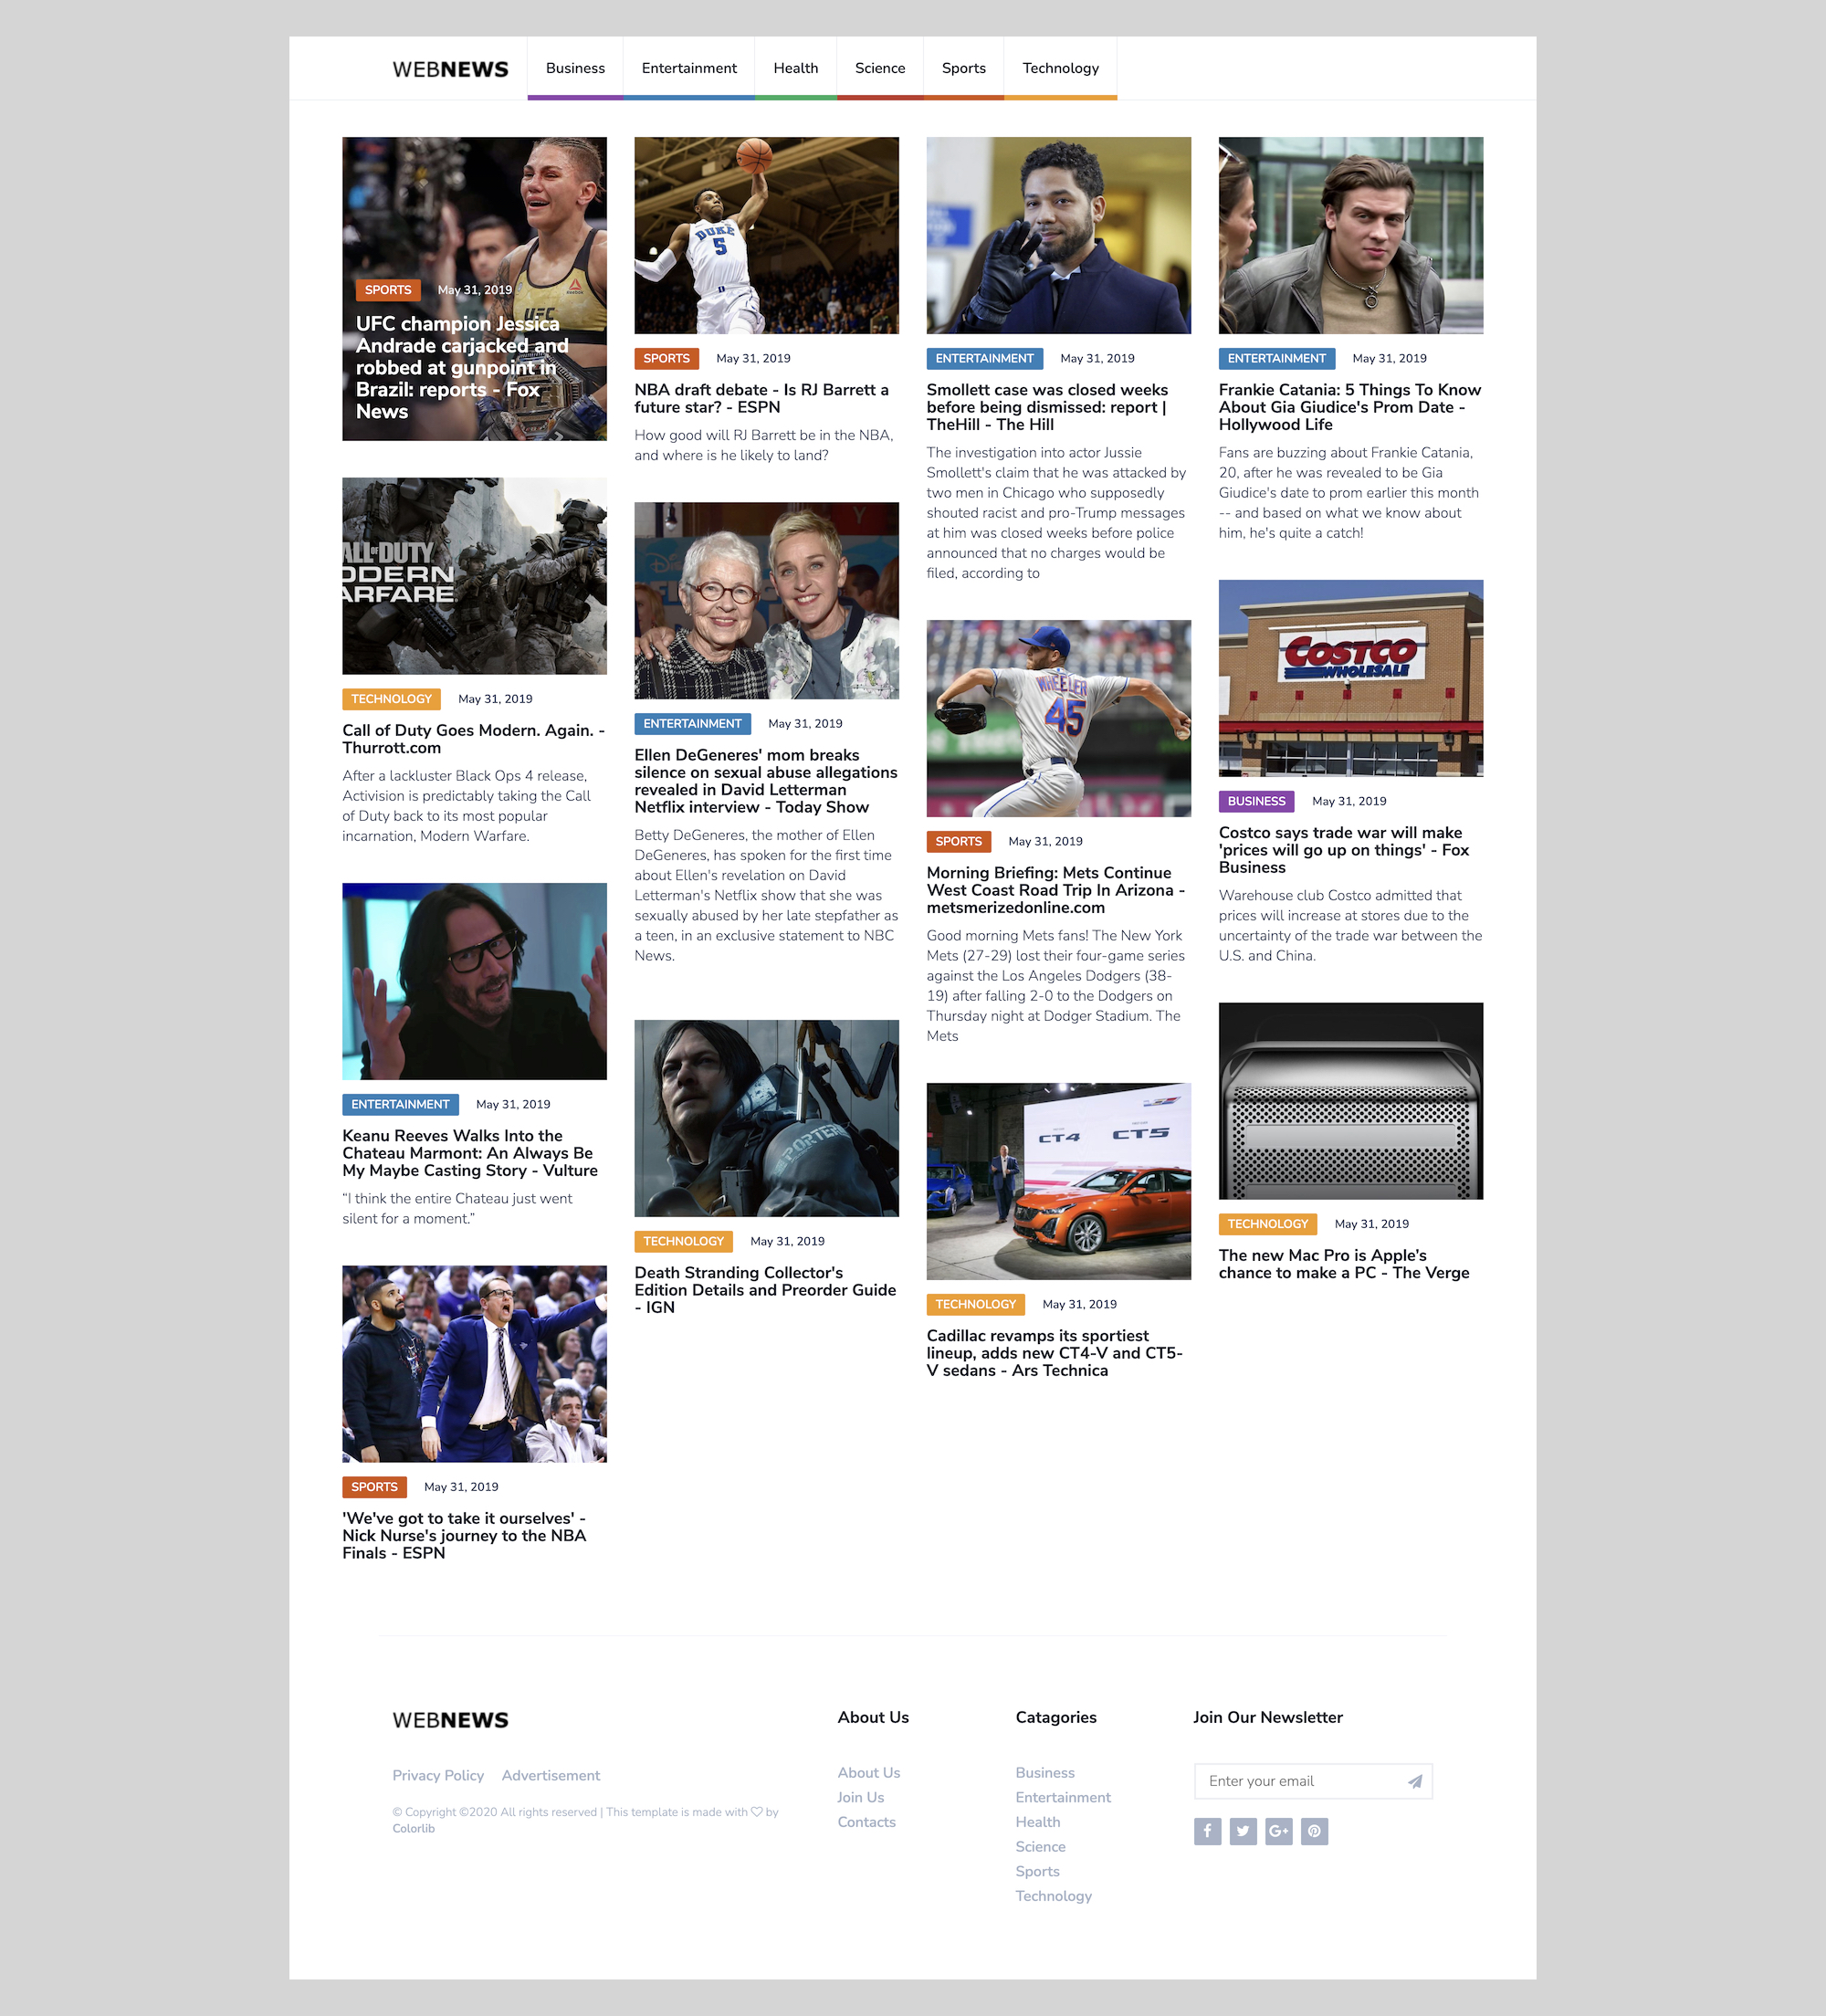 WEBNEWS
Business
Entertainment
Health
Science
Sports
Technology
UFC
SPORTS May 31, 2019
UFC champion Jessica
Andrade carjacked and
robbed at gunpoint in
Brazil: reports - Fox
News
ALL OF DUTY
ODERN
ARFARE
TECHNOLOGY May 31, 2019
Call of Duty Goes Modern. Again. -
Thurrott.com
After a lackluster Black Ops 4 release,
Activision is predictably taking the Call
of Duty back to its most popular
incarnation, Modern Warfare.
ENTERTAINMENT May 31, 2019
Keanu Reeves Walks Into the
Chateau Marmont: An Always Be
My Maybe Casting Story - Vulture
“I think the entire Chateau just went
silent for a moment.”
SPORTS May 31, 2019
'We've got to take it ourselves' -
Nick Nurse's journey to the NBA
Finals - ESPN
DUKE
5
SPORTS May 31, 2019
NBA draft debate - Is RJ Barrett a
future star? - ESPN
How good will RJ Barrett be in the NBA,
and where is he likely to land?
ENTERTAINMENT May 31, 2019
Ellen DeGeneres' mom breaks
silence on sexual abuse allegations
revealed in David Letterman
Netflix interview - Today Show
Betty DeGeneres, the mother of Ellen
DeGeneres, has spoken for the first time
about Ellen's revelation on David
Letterman's Netflix show that she was
sexually abused by her late stepfather as
a teen, in an exclusive statement to NBC
News.
PORTER
TECHNOLOGY May 31, 2019
Death Stranding Collector's
Edition Details and Preorder Guide
- IGN
ENTERTAINMENT May 31, 2019
Smollett case was closed weeks
before being dismissed: report |
TheHill - The Hill
The investigation into actor Jussie
Smollett's claim that he was attacked by
two men in Chicago who supposedly
shouted racist and pro-Trump messages
at him was closed weeks before police
announced that no charges would be
filed, according to
WHEELER
45
SPORTS May 31, 2019
Morning Briefing: Mets Continue
West Coast Road Trip In Arizona -
metsmerizedonline.com
Good morning Mets fans! The New York
Mets (27-29) lost their four-game series
against the Los Angeles Dodgers (38-
19) after falling 2-0 to the Dodgers on
Thursday night at Dodger Stadium. The
Mets
CT4 CT5
TECHNOLOGY May 31, 2019
Cadillac revamps its sportiest
lineup, adds new CT4-V and CT5-
V sedans - Ars Technica
ENTERTAINMENT May 31, 2019
Frankie Catania: 5 Things To Know
About Gia Giudice's Prom Date -
Hollywood Life
Fans are buzzing about Frankie Catania,
20, after he was revealed to be Gia
Giudice's date to prom earlier this month
-- and based on what we know about
him, he's quite a catch!
COSTCO
WHOLESALE
BUSINESS May 31, 2019
Costco says trade war will make
'prices will go up on things' - Fox
Business
Warehouse club Costco admitted that
prices will increase at stores due to the
uncertainty of the trade war between the
U.S. and China.
TECHNOLOGY May 31, 2019
The new Mac Pro is Apple's
chance to make a PC - The Verge
WEBNEWS
Privacy Policy Advertisement
© Copyright ©2020 All rights reserved | This template is made with by
Colorlib
About Us
About Us
Join Us
Contacts
Catagories
Business
Entertainment
Health
Science
Sports
Technology
Join Our Newsletter
Enter your email